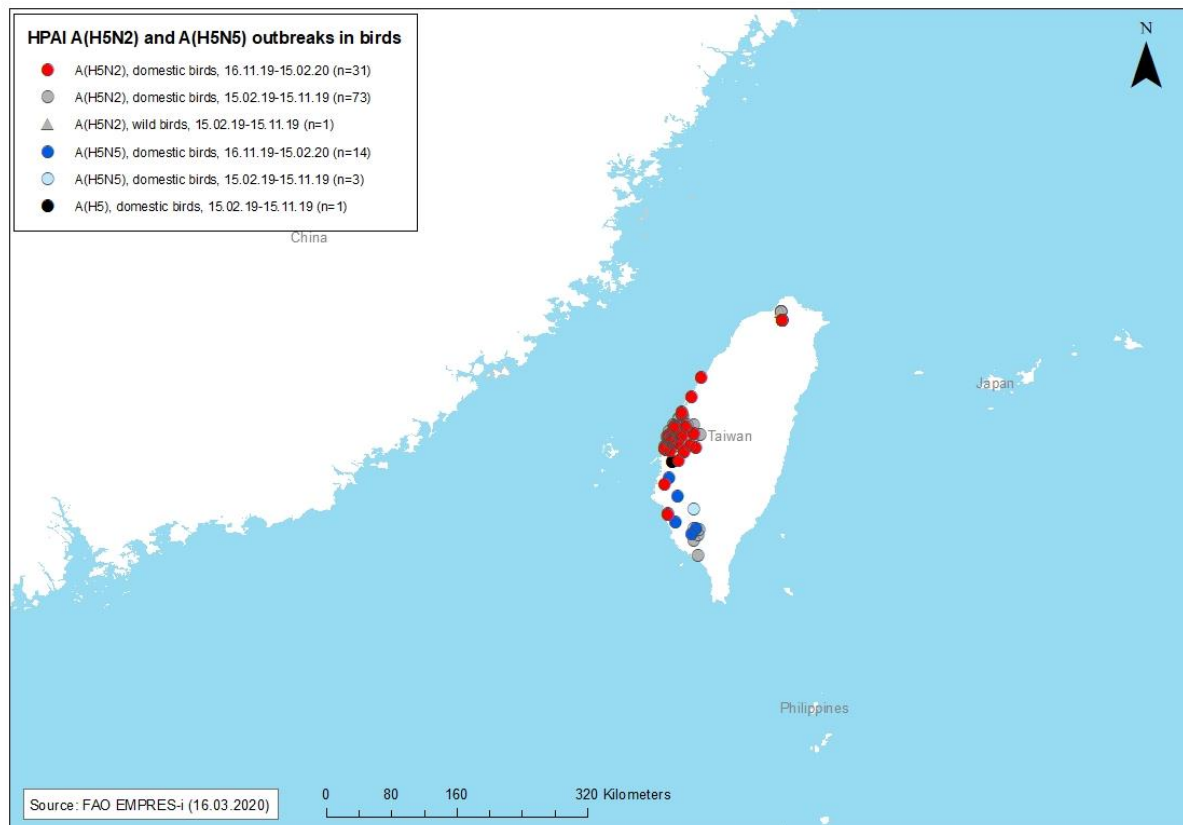 HPAI A(H5N2) and A(H5N5) outbreaks in birds
A(H5N2), domestic birds, 16.11.19-15.02.20 (n=31)
A(H5N2), domestic birds, 15.02.19-15.11.19 (n=73)
A(H5N2), wild birds, 15.02.19-15.11.19 (n=1)
A(H5N5), domestic birds, 16.11.19-15.02.20 (n=14)
A(H5N5), domestic birds, 15.02.19-15.11.19 (n=3)
A(H5), domestic birds, 15.02.19-15.11.19 (n=1)
N
China
Japan
Taiwan
Philippines
Source: FAO EMPRES-i (16.03.2020)
0 80 160 320 Kilometers